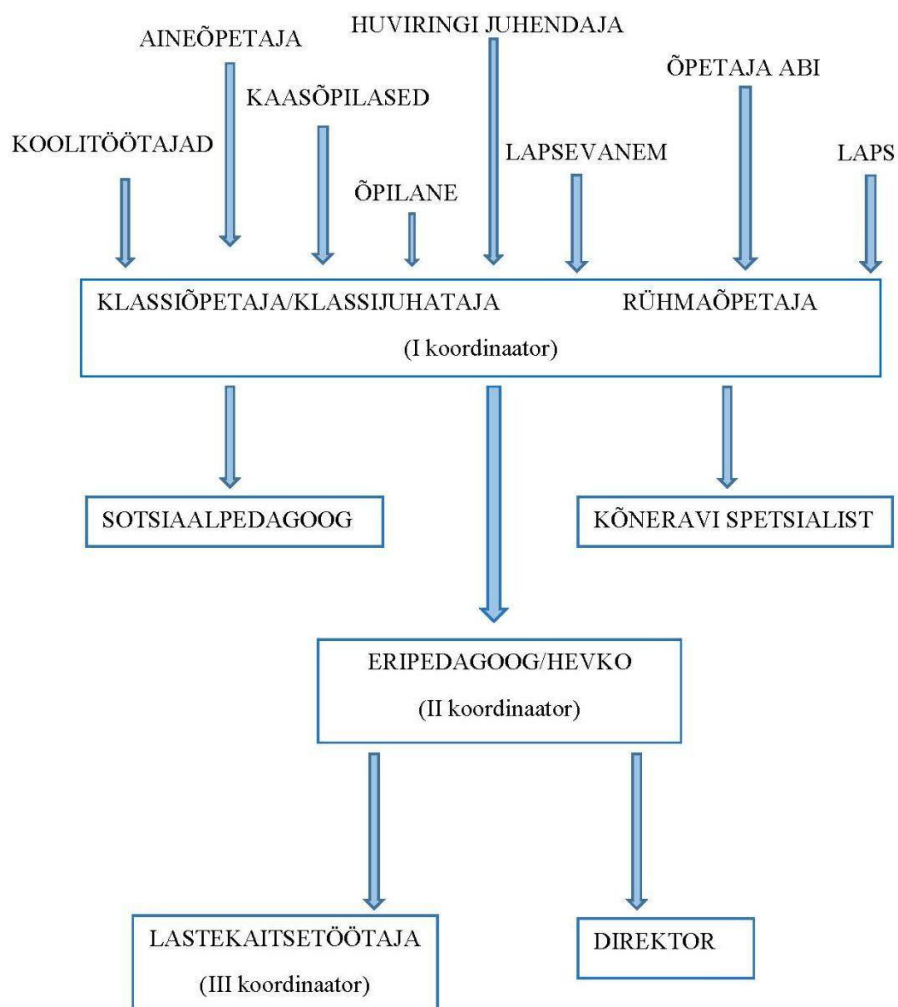 HUVIRINGI JUHENDAJA
AINEÕPETAJA
ÕPETAJA ABI
KAASÕPILASED
KOOLITÖÖTAJAD
LAPSEVANEM
LAPS
ÕPILANE
KLASSIÕPETAJA/KLASSIJUHATAJA RÜHMAÕPETAJA
(I koordinaator)
SOTSIAALPEDAGOOG
KÕNERAVI SPETSIALIST
ERIPEDAGOOG/HEVKO
(II koordinaator)
LASTEKAITSETÖÖTAJA
(III koordinaator)
DIREKTOR